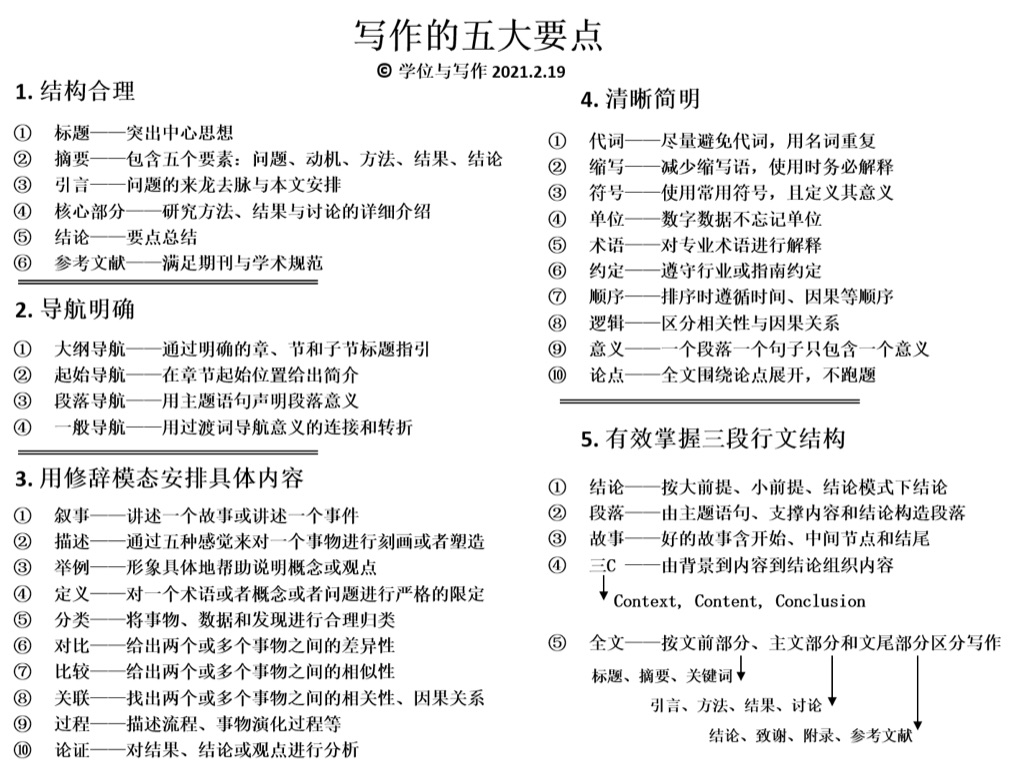 写作的五大要点
© 学位与写作 2021.2.19
1. 结构合理
① 标题——突出中心思想
② 摘要——包含五个要素：问题、动机、方法、结果、结论
③ 引言——问题的来龙去脉与本文安排
④ 核心部分——研究方法、结果与讨论的详细介绍
⑤ 结论——要点总结
⑥ 参考文献——满足期刊与学术规范
2. 导航明确
① 大纲导航——通过明确的章、节和子节标题指引
② 起始导航——在章节起始位置给出简介
③ 段落导航——用主题语句声明段落意义
④ 一般导航——用过渡词导航意义的连接和转折
3. 用修辞模态安排具体内容
① 叙事——讲述一个故事或讲述一个事件
② 描述——通过五种感觉来对一个事物进行刻画或者塑造
③ 举例——形象具体地帮助说明概念或观点
④ 定义——对一个术语或者概念或者问题进行严格的限定
⑤ 分类——将事物、数据和发现进行合理归类
⑥ 对比——给出两个或多个事物之间的差异性
⑦ 比较——给出两个或多个事物之间的相似性
⑧ 关联——找出两个或多个事物之间的相关性、因果关系
⑨ 过程——描述流程、事物演化过程等
⑩ 论证——对结果、结论或观点进行分析
4. 清晰简明
① 代词——尽量避免代词，用名词重复
② 缩写——减少缩写语，使用时务必解释
③ 符号——使用常用符号，且定义其意义
④ 单位——数字数据不忘记单位
⑤ 术语——对专业术语进行解释
⑥ 约定——遵守行业或指南约定
⑦ 顺序——排序时遵循时间、因果等顺序
⑧ 逻辑——区分相关性与因果关系
⑨ 意义——一个段落一个句子只包含一个意义
⑩ 论点——全文围绕论点展开，不跑题
5. 有效掌握三段行文结构
① 结论——按大前提、小前提、结论模式下结论
② 段落——由主题语句、支撑内容和结论构造段落
③ 故事——好的故事含开始、中间节点和结尾
④ 三C ——由背景到内容到结论组织内容
Context, Content, Conclusion
⑤ 全文——按文前部分、主文部分和文尾部分区分写作
标题、摘要、关键词
引言、方法、结果、讨论
结论、致谢、附录、参考文献